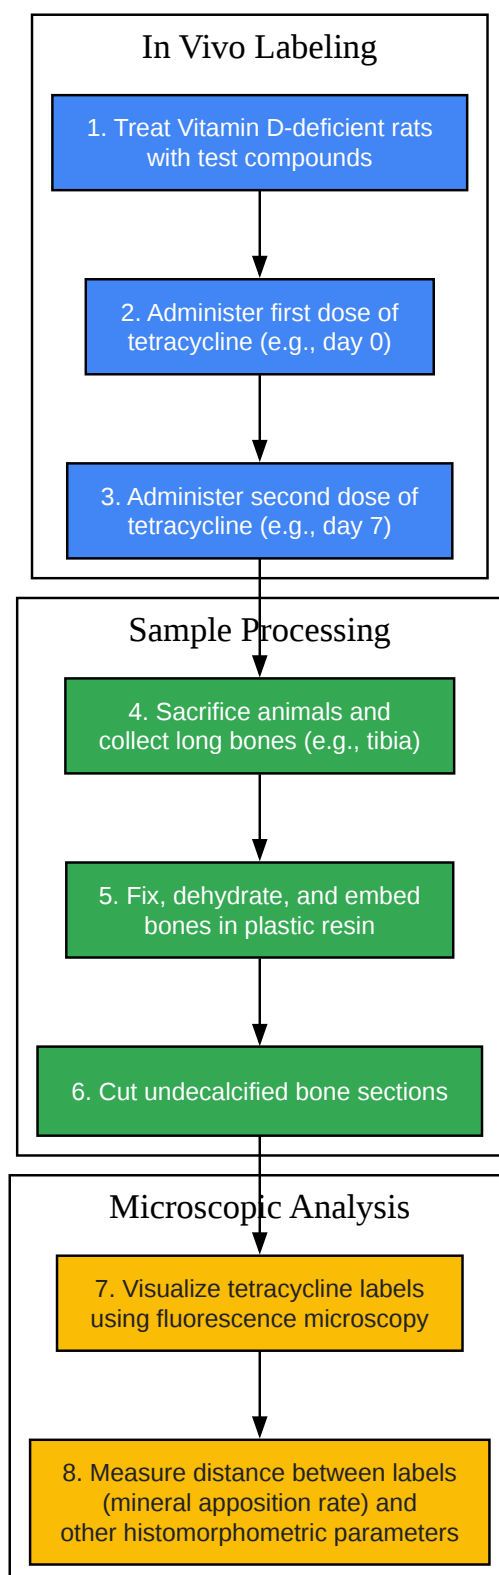 In Vivo Labeling
1. Treat Vitamin D-deficient rats
with test compounds
2. Administer first dose of
tetracycline (e.g., day 0)
3. Administer second dose of
tetracycline (e.g., day 7)
Sample Processing
4. Sacrifice animals and
collect long bones (e.g., tibia)
5. Fix, dehydrate, and embed
bones in plastic resin
6. Cut undecalcified bone sections
Microscopic Analysis
7. Visualize tetracycline labels
using fluorescence microscopy
8. Measure distance between labels
(mineral apposition rate) and
other histomorphometric parameters